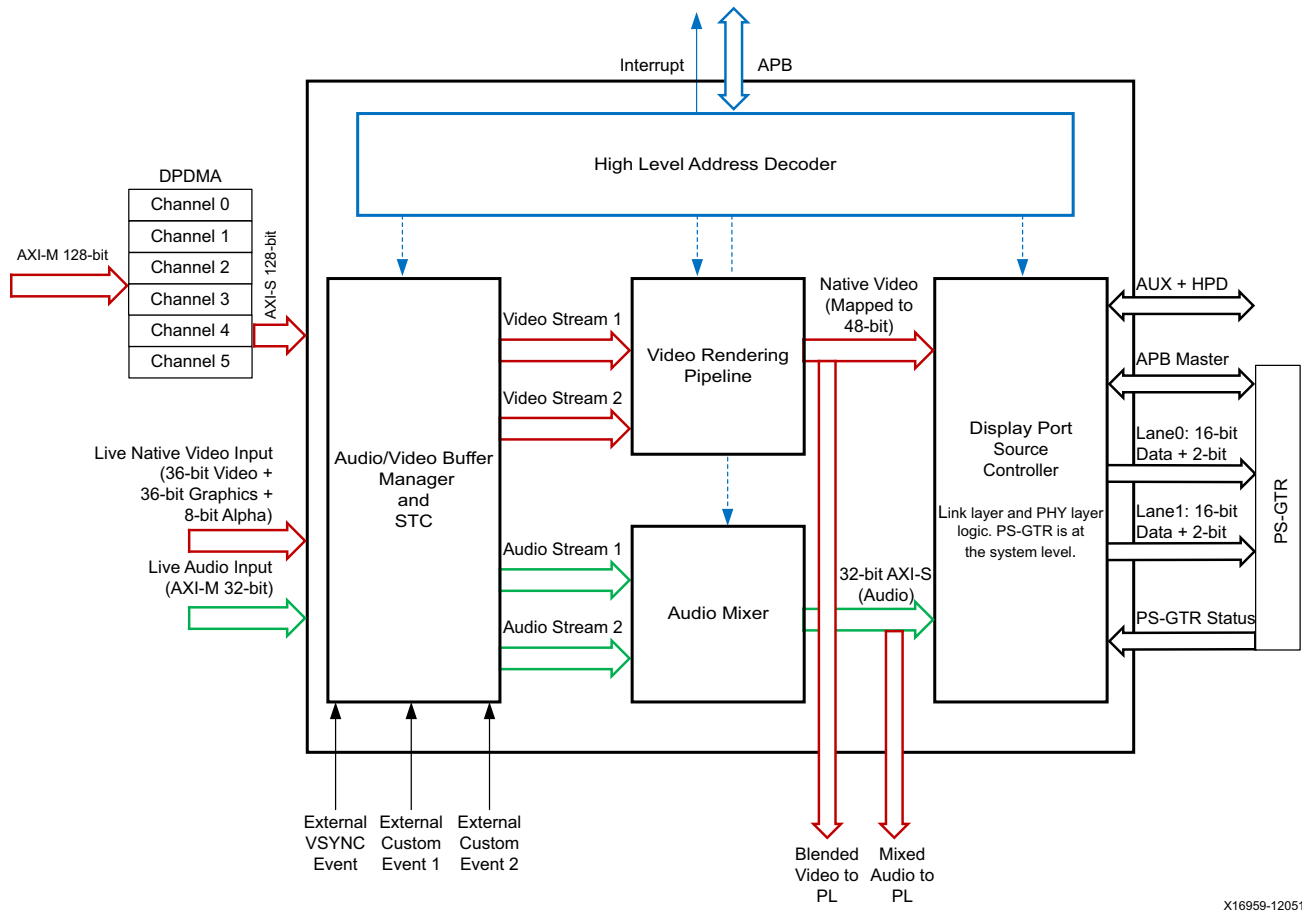 Interrupt
APB
High Level Address Decoder
DPDMA
Channel 0
Channel 1
Channel 2
Channel 3
Channel 4
Channel 5
AXI-M 128-bit
AXI-S 128-bit
Live Native Video Input
(36-bit Video +
36-bit Graphics +
8-bit Alpha)
Live Audio Input
(AXI-M 32-bit)
Audio/Video Buffer
Manager
and
STC
Video Stream 1
Video Stream 2
Audio Stream 1
Audio Stream 2
Video Rendering
Pipeline
Audio Mixer
Native Video
(Mapped to
48-bit)
32-bit AXI-S
(Audio)
Display Port
Source
Controller
Link layer and PHY layer
logic. PS-GTR is at
the system level.
AUX + HPD
APB Master
Lane0: 16-bit
Data + 2-bit
Lane1: 16-bit
Data + 2-bit
PS-GTR Status
PS-GTR
External
VSYNC
Event
External
Custom
Event 1
External
Custom
Event 2
Blended
Video to
PL
Mixed
Audio to
PL
X16959-12051